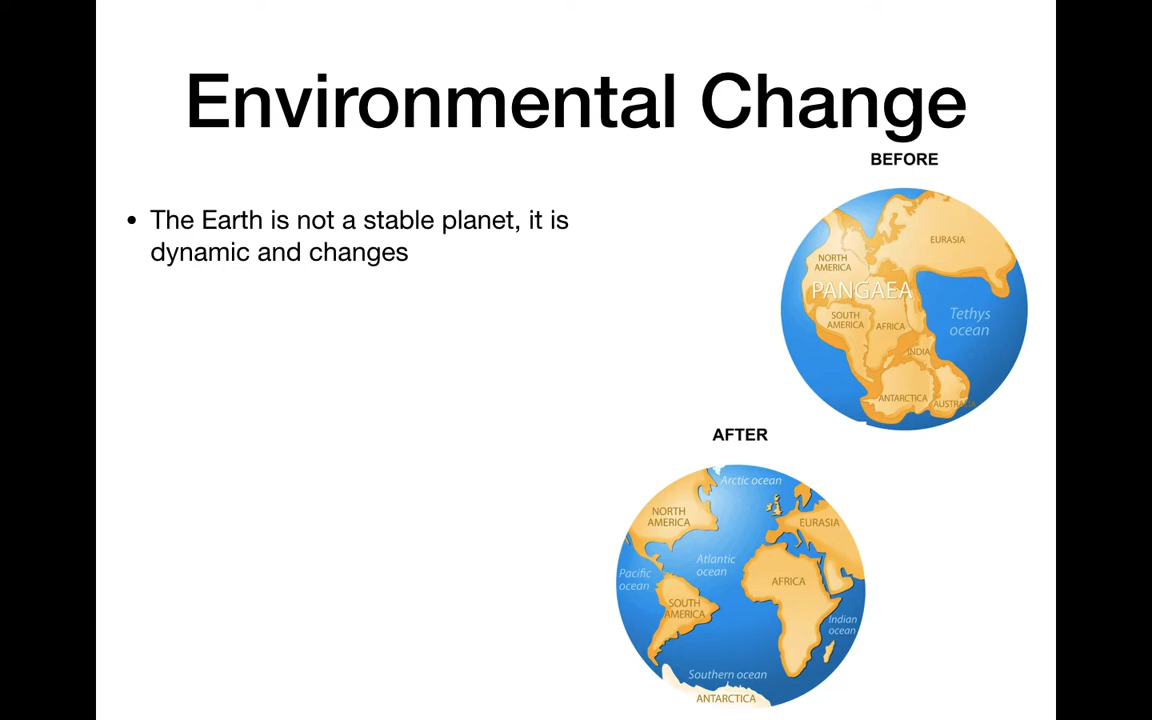 Environmental Change
• The Earth is not a stable planet, it is
dynamic and changes
BEFORE
EURASIA
NORTH
AMERICA
PANGAEA
SOUTH
AMERICA
AFRICA
Tethys
ocean
INDIA
ANTARCTICA
AUSTRALIA
AFTER
Arctic ocean
NORTH
AMERICA
EURASIA
Atlantic
ocean
Pacific
ocean
AFRICA
SOUTH
AMERICA
Indian
ocean
Southern ocean
ANTARCTICA